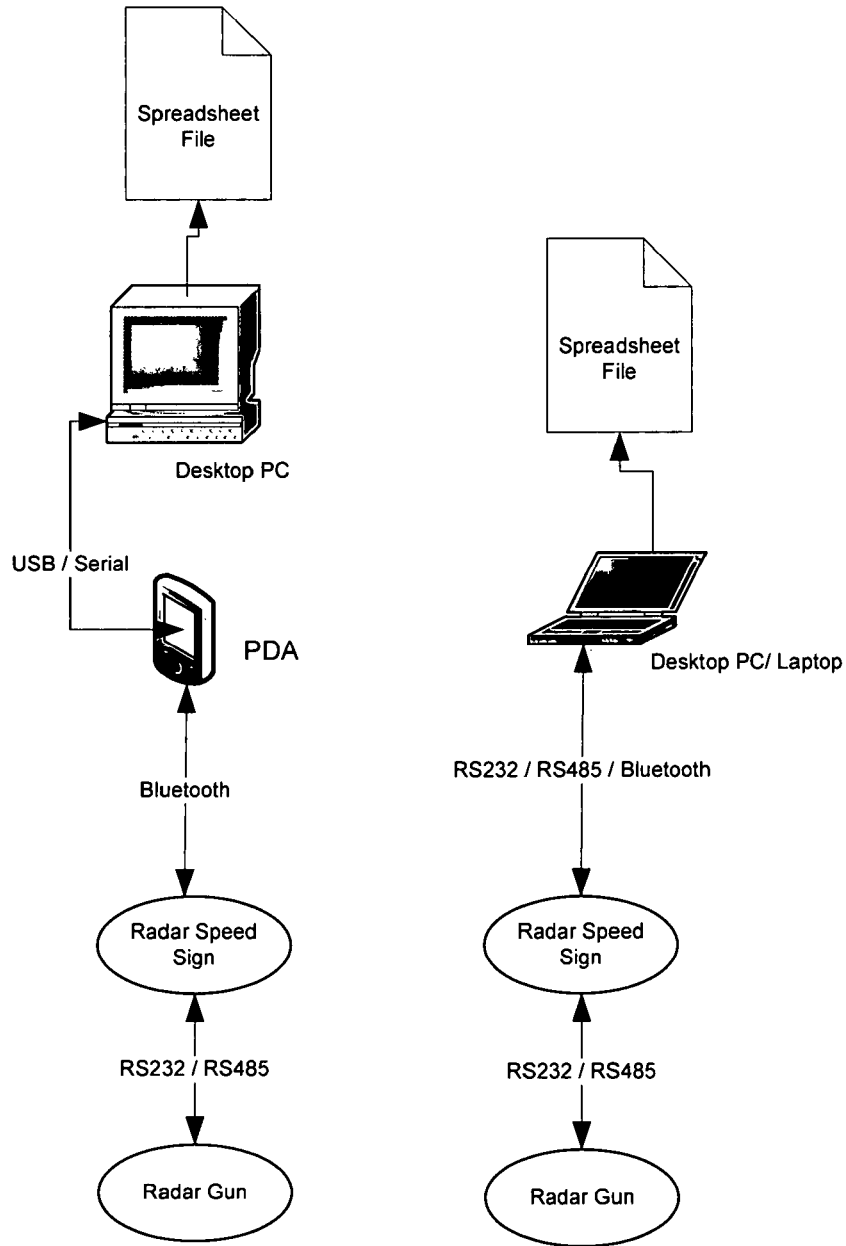 Spreadsheet
File
Desktop PC
USB / Serial
PDA
Bluetooth
Radar Speed
Sign
RS232 / RS485
Radar Gun
Spreadsheet
File
Desktop PC/ Laptop
RS232 / RS485 / Bluetooth
Radar Speed
Sign
RS232 / RS485
Radar Gun